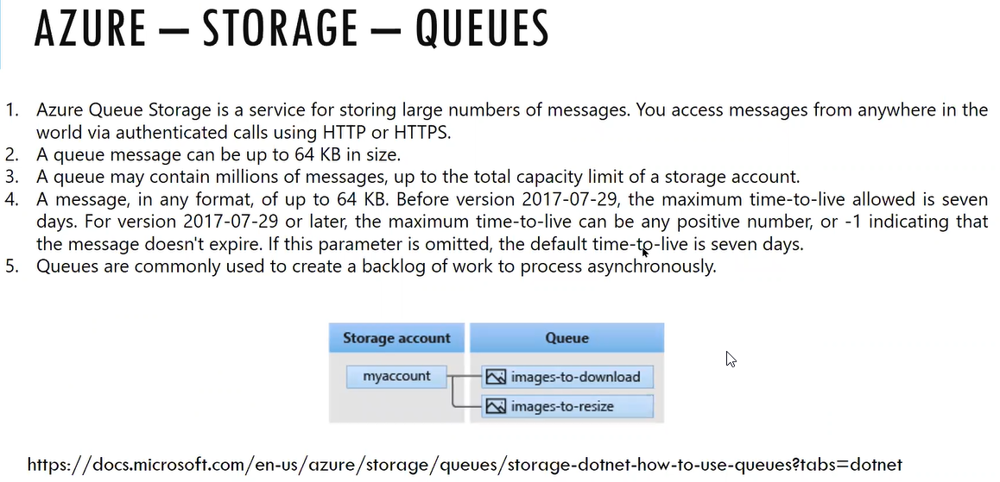 AZURE – STORAGE – QUEUES
1. Azure Queue Storage is a service for storing large numbers of messages. You access messages from anywhere in the
world via authenticated calls using HTTP or HTTPS.
2. A queue message can be up to 64 KB in size.
3. A queue may contain millions of messages, up to the total capacity limit of a storage account.
4. A message, in any format, of up to 64 KB. Before version 2017-07-29, the maximum time-to-live allowed is seven
days. For version 2017-07-29 or later, the maximum time-to-live can be any positive number, or -1 indicating that
the message doesn't expire. If this parameter is omitted, the default time-to-live is seven days.
5. Queues are commonly used to create a backlog of work to process asynchronously.
Storage account Queue
myaccount images-to-download
images-to-resize
https://docs.microsoft.com/en-us/azure/storage/queues/storage-dotnet-how-to-use-queues?tabs=dotnet